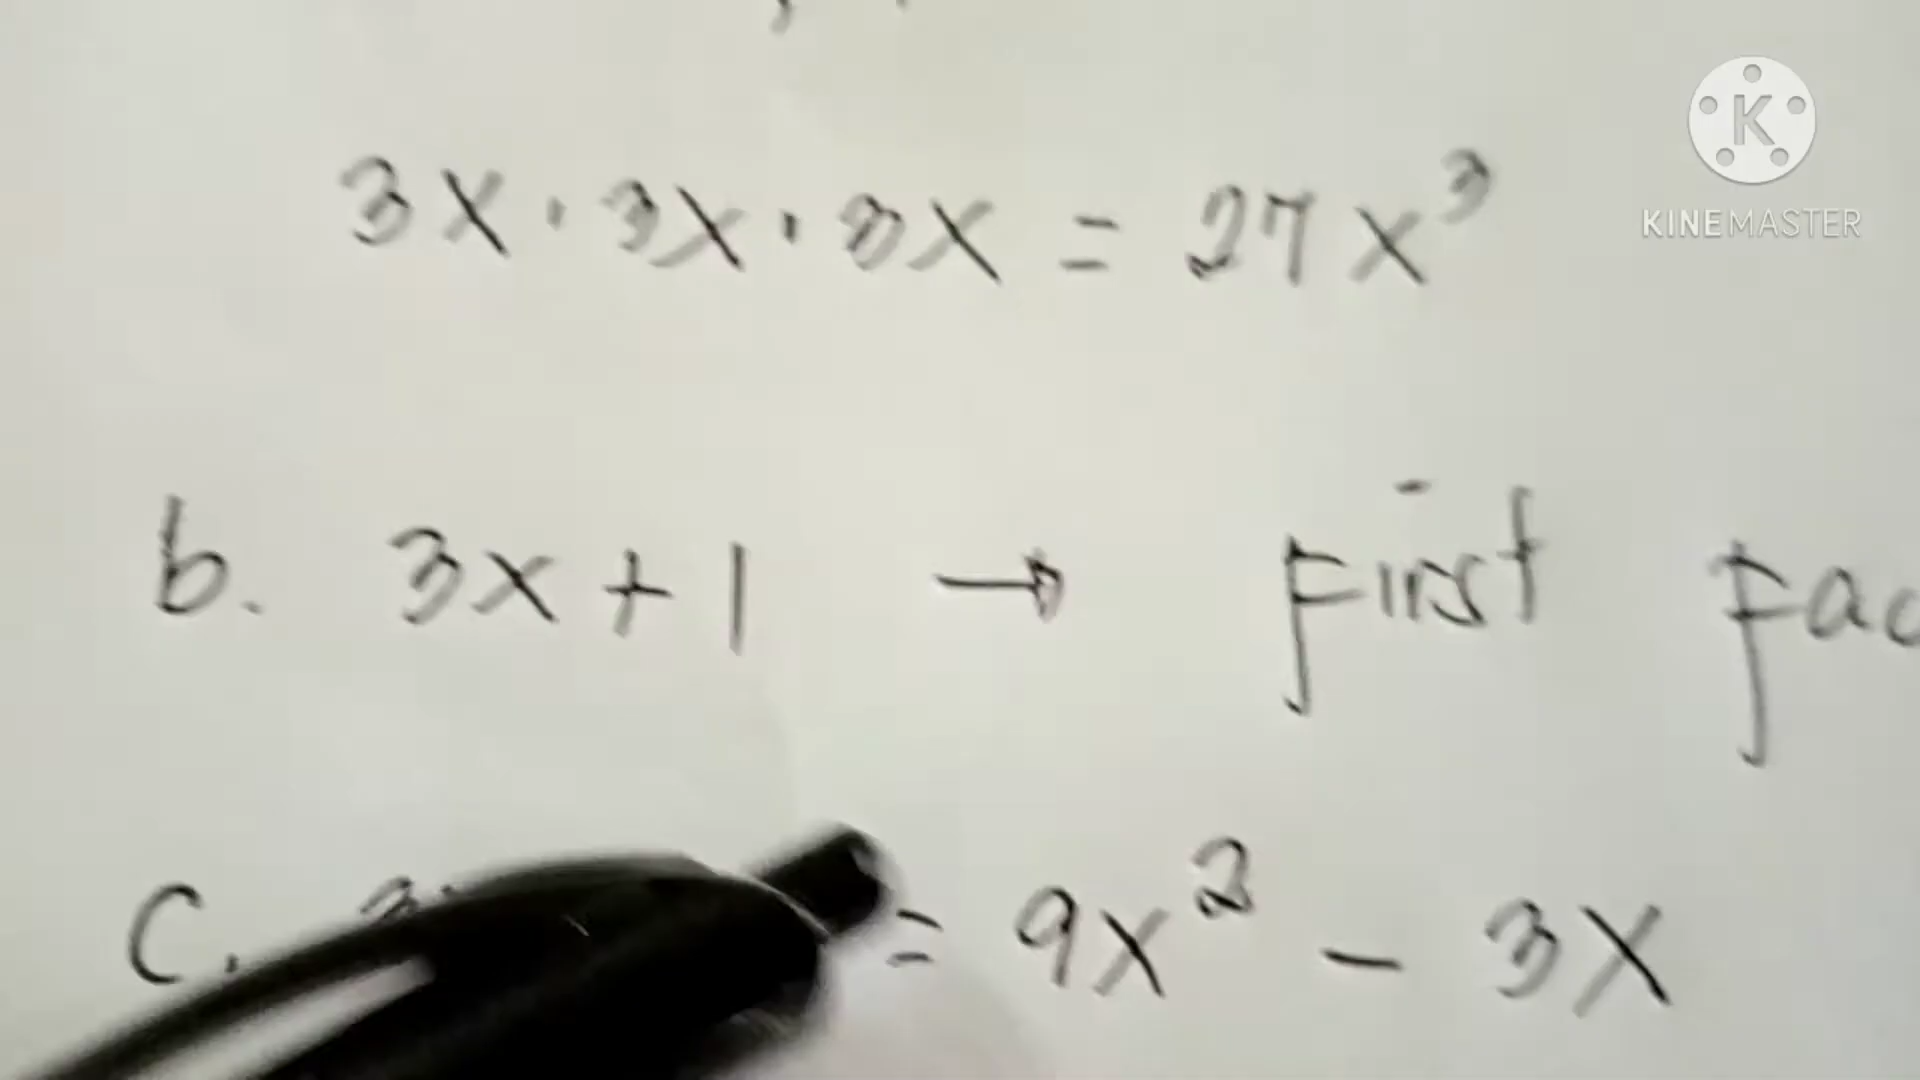 K
KINEMASTER
3x · 3x · 3x = 27x³
b. 3x + 1 → First
C. = 9x² - 3x